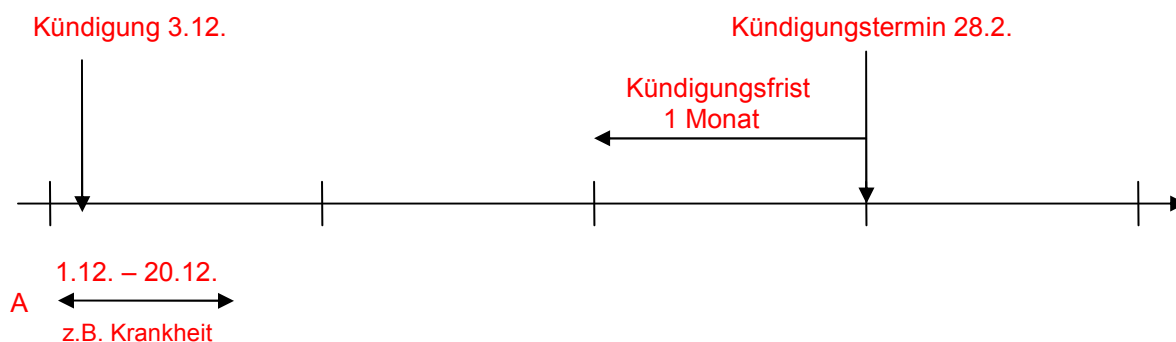 Kündigung 3.12.
Kündigungstermin 28.2.
Kündigungsfrist
1 Monat
1.12. – 20.12.
A
z.B. Krankheit